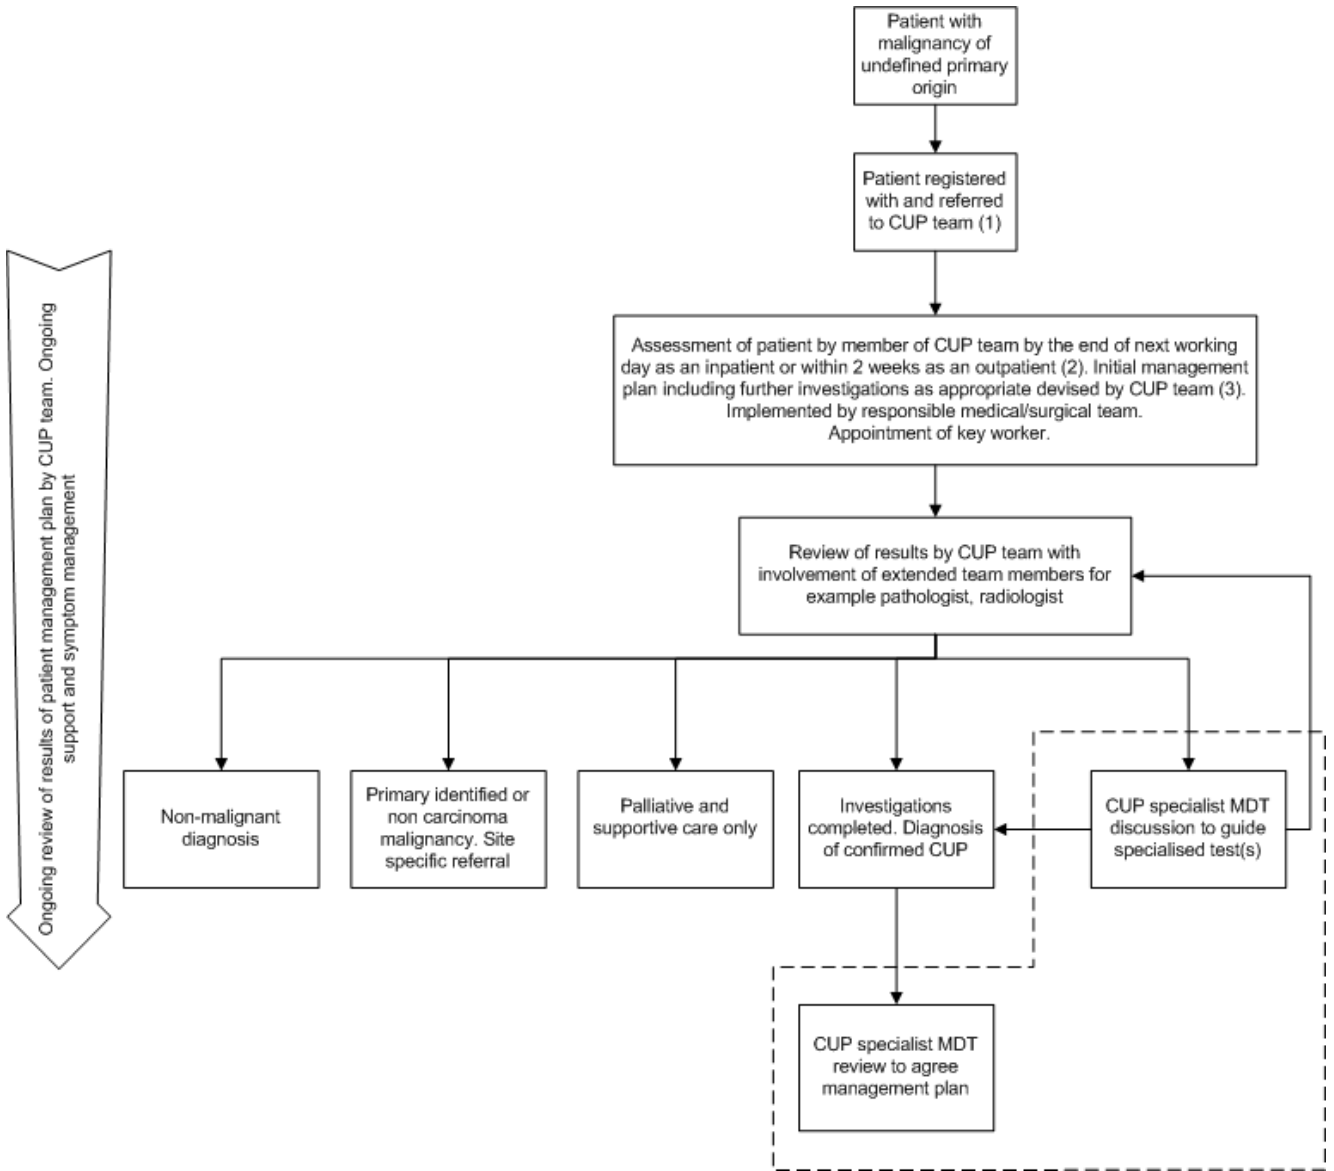 Patient with
malignancy of
undefined primary
origin
Patient registered
with and referred
to CUP team (1)
Ongoing review of results of patient management plan by CUP team. Ongoing
support and symptom management
Assessment of patient by member of CUP team by the end of next working
day as an inpatient or within 2 weeks as an outpatient (2). Initial management
plan including further investigations as appropriate devised by CUP team (3).
Implemented by responsible medical/surgical team.
Appointment of key worker.
Review of results by CUP team with
involvement of extended team members for
example pathologist, radiologist
Non-malignant
diagnosis
Primary identified or
non carcinoma
malignancy. Site
specific referral
Palliative and
supportive care only
Investigations
completed. Diagnosis
of confirmed CUP
CUP specialist MDT
discussion to guide
specialised test(s)
CUP specialist MDT
review to agree
management plan